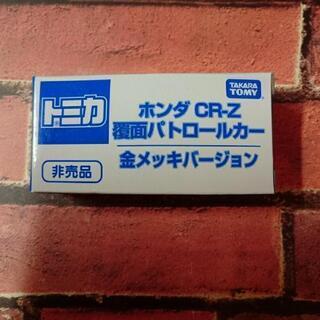 トミカ
TAKARA
TOMY
ホンダ CR-Z
覆面パトロールカー
金メッキバージョン
非売品